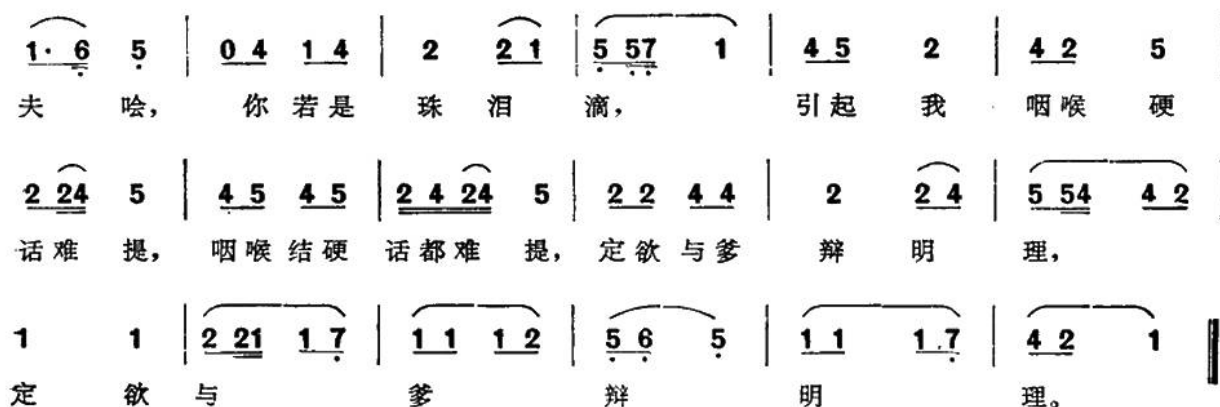 1· 6 5 | 0 4 1 4 | 2 2 1 | 5 57 1 | 4 5 2 | 4 2 5
夫 哙， 你 若 是 珠 泪 滴， 引 起 我 咽 喉 硬
2 24 5 | 4 5 4 5 | 2 4 24 5 | 2 2 4 4 | 2 2 4 | 5 54 4 2
话 难 提， 咽 喉 结 硬 话 都 难 提， 定 欲 与 爹 辩 明 理，
1 1 | 2 21 1 7 | 1 1 1 2 | 5 6 5 | 1 1 1 7 | 4 2 1 ‖
定 欲 与 爹 辩 明 理。